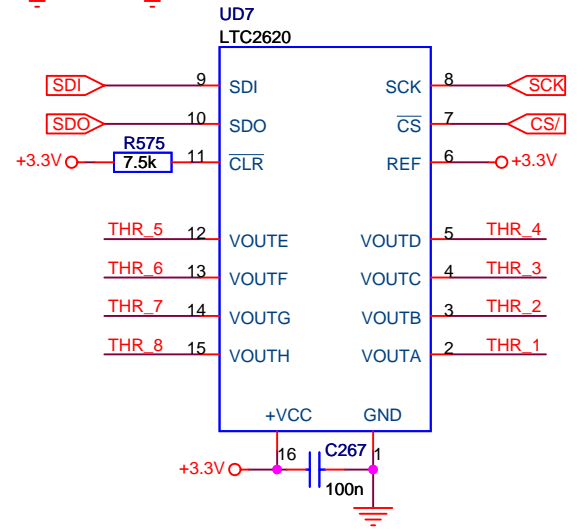 UD7
LTC2620
SDI 9 SDI SCK 8 SCK
SDO 10 SDO CS 7 CS/
R575
+3.3V 7.5k 11 CLR REF 6 +3.3V
THR_5 12 VOUTE VOUTD 5 THR_4
THR_6 13 VOUTF VOUTC 4 THR_3
THR_7 14 VOUTG VOUTB 3 THR_2
THR_8 15 VOUTH VOUTA 2 THR_1
+VCC GND
16 C267 1
+3.3V
100n